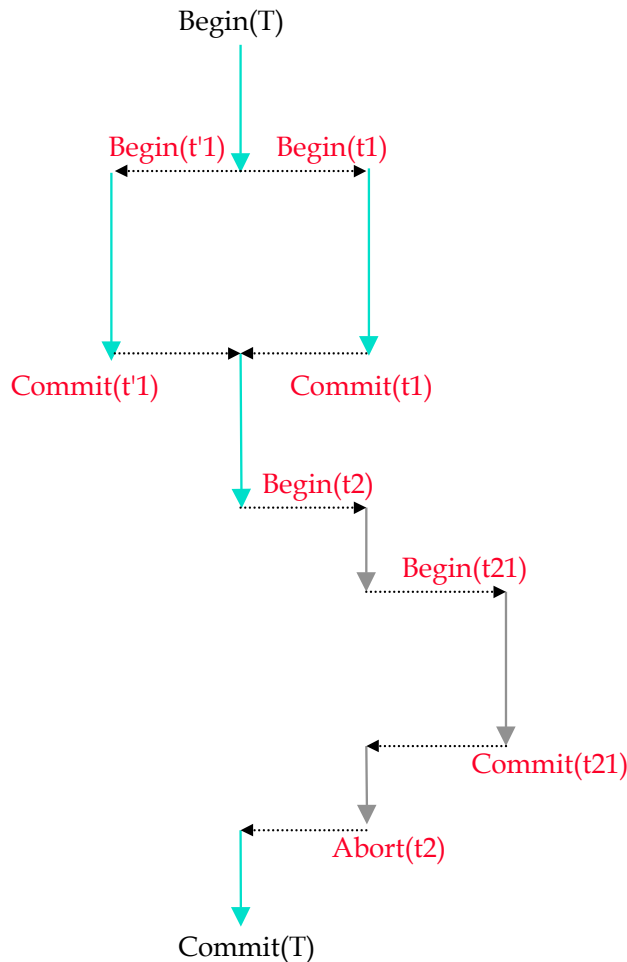 Begin(T)
Begin(t'1)
Begin(t1)
Commit(t'1)
Commit(t1)
Begin(t2)
Begin(t21)
Commit(t21)
Abort(t2)
Commit(T)